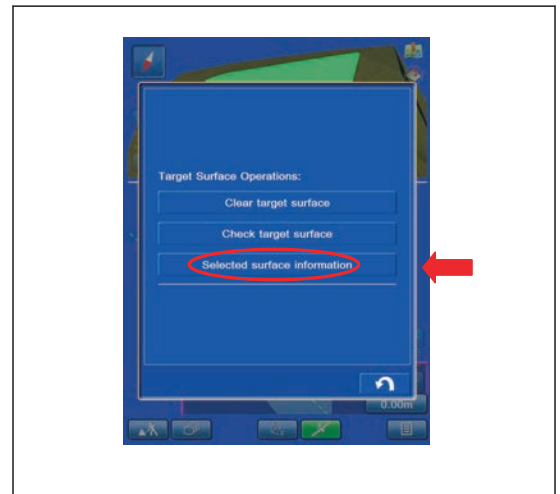 Target Surface Operations:
Clear target surface
Check target surface
Selected surface information
0.00m